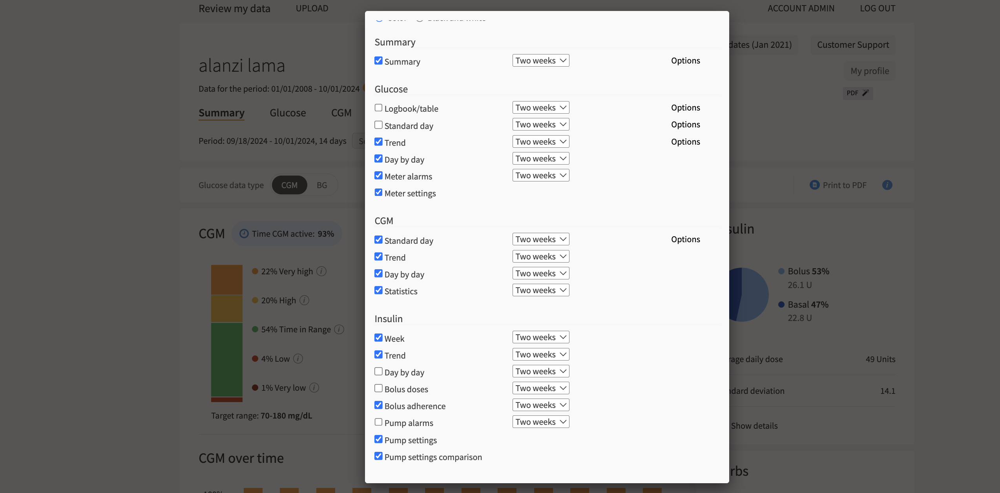 Review my data UPLOAD ACCOUNT ADMIN LOG OUT
dates (Jan 2021) Customer Support
alanzi lama
My profile
Data for the period: 01/01/2008 - 10/01/2024
PDF
Summary Glucose CGM
Period: 09/18/2024 - 10/01/2024, 14 days
Glucose data type CGM BG
Print to PDF
CGM Time CGM active: 93%
22% Very high
20% High
54% Time in Range
4% Low
1% Very low
Target range: 70-180 mg/dL
CGM over time
Summary
Summary Two weeks Options
Glucose
Logbook/table Two weeks Options
Standard day Two weeks Options
Trend Two weeks Options
Day by day Two weeks
Meter alarms Two weeks
Meter settings
CGM
Standard day Two weeks Options
Trend Two weeks
Day by day Two weeks
Statistics Two weeks
Insulin
Week Two weeks
Trend Two weeks
Day by day Two weeks
Bolus doses Two weeks
Bolus adherence Two weeks
Pump alarms Two weeks
Pump settings
Pump settings comparison
sulin
Bolus 53%
26.1 U
Basal 47%
22.8 U
rage daily dose 49 Units
ndard deviation 14.1
Show details
rbs